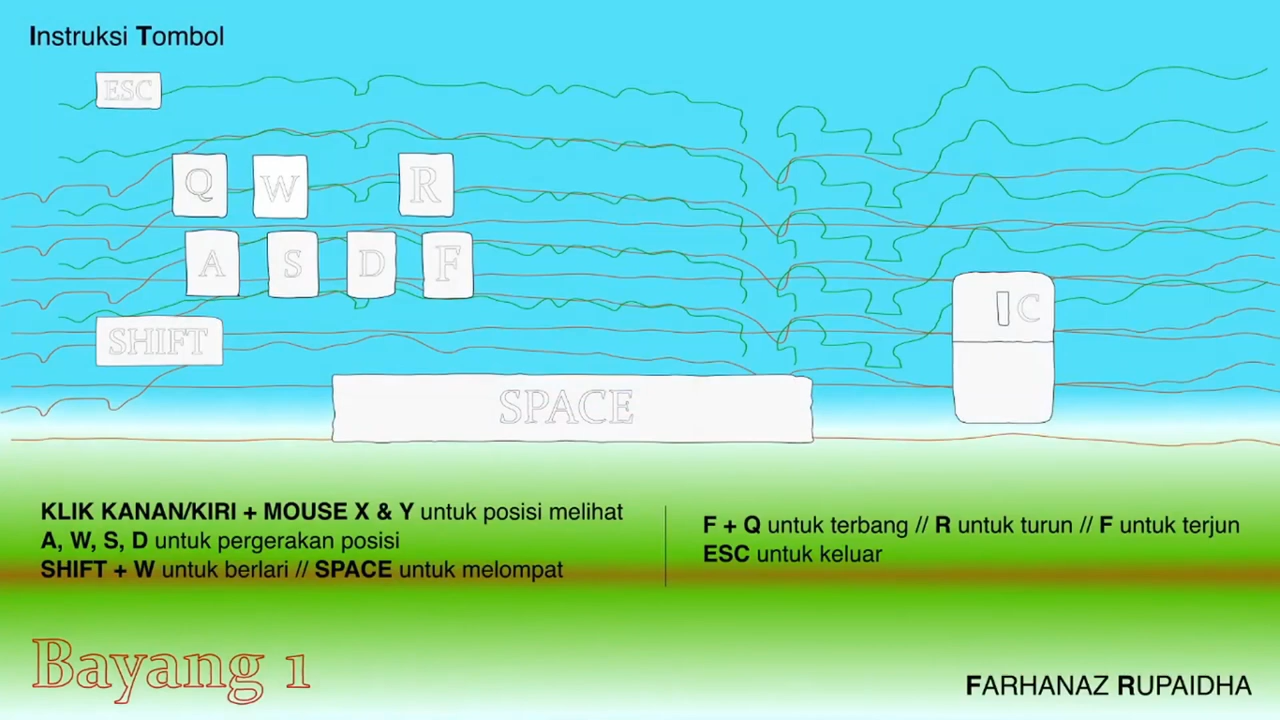 Instruksi Tombol
ESC
Q W R
A S D F
SHIFT
C
SPACE
KLIK KANAN/KIRI + MOUSE X & Y untuk posisi melihat
A, W, S, D untuk pergerakan posisi
SHIFT + W untuk berlari // SPACE untuk melompat
F + Q untuk terbang // R untuk turun // F untuk terjun
ESC untuk keluar
Bayang 1
FARHANAZ RUPAIDHA